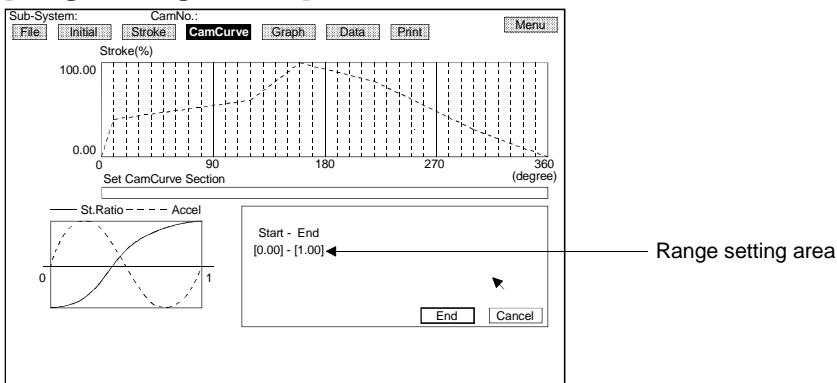 Sub-System: CamNo.:
File Initial Stroke CamCurve Graph Data Print Menu
Stroke(%)
100.00
0.00
0 90 180 270 360
(degree)
Set CamCurve Section
St.Ratio Accel
0 1
Start - End
[0.00] - [1.00]
Range setting area
End Cancel